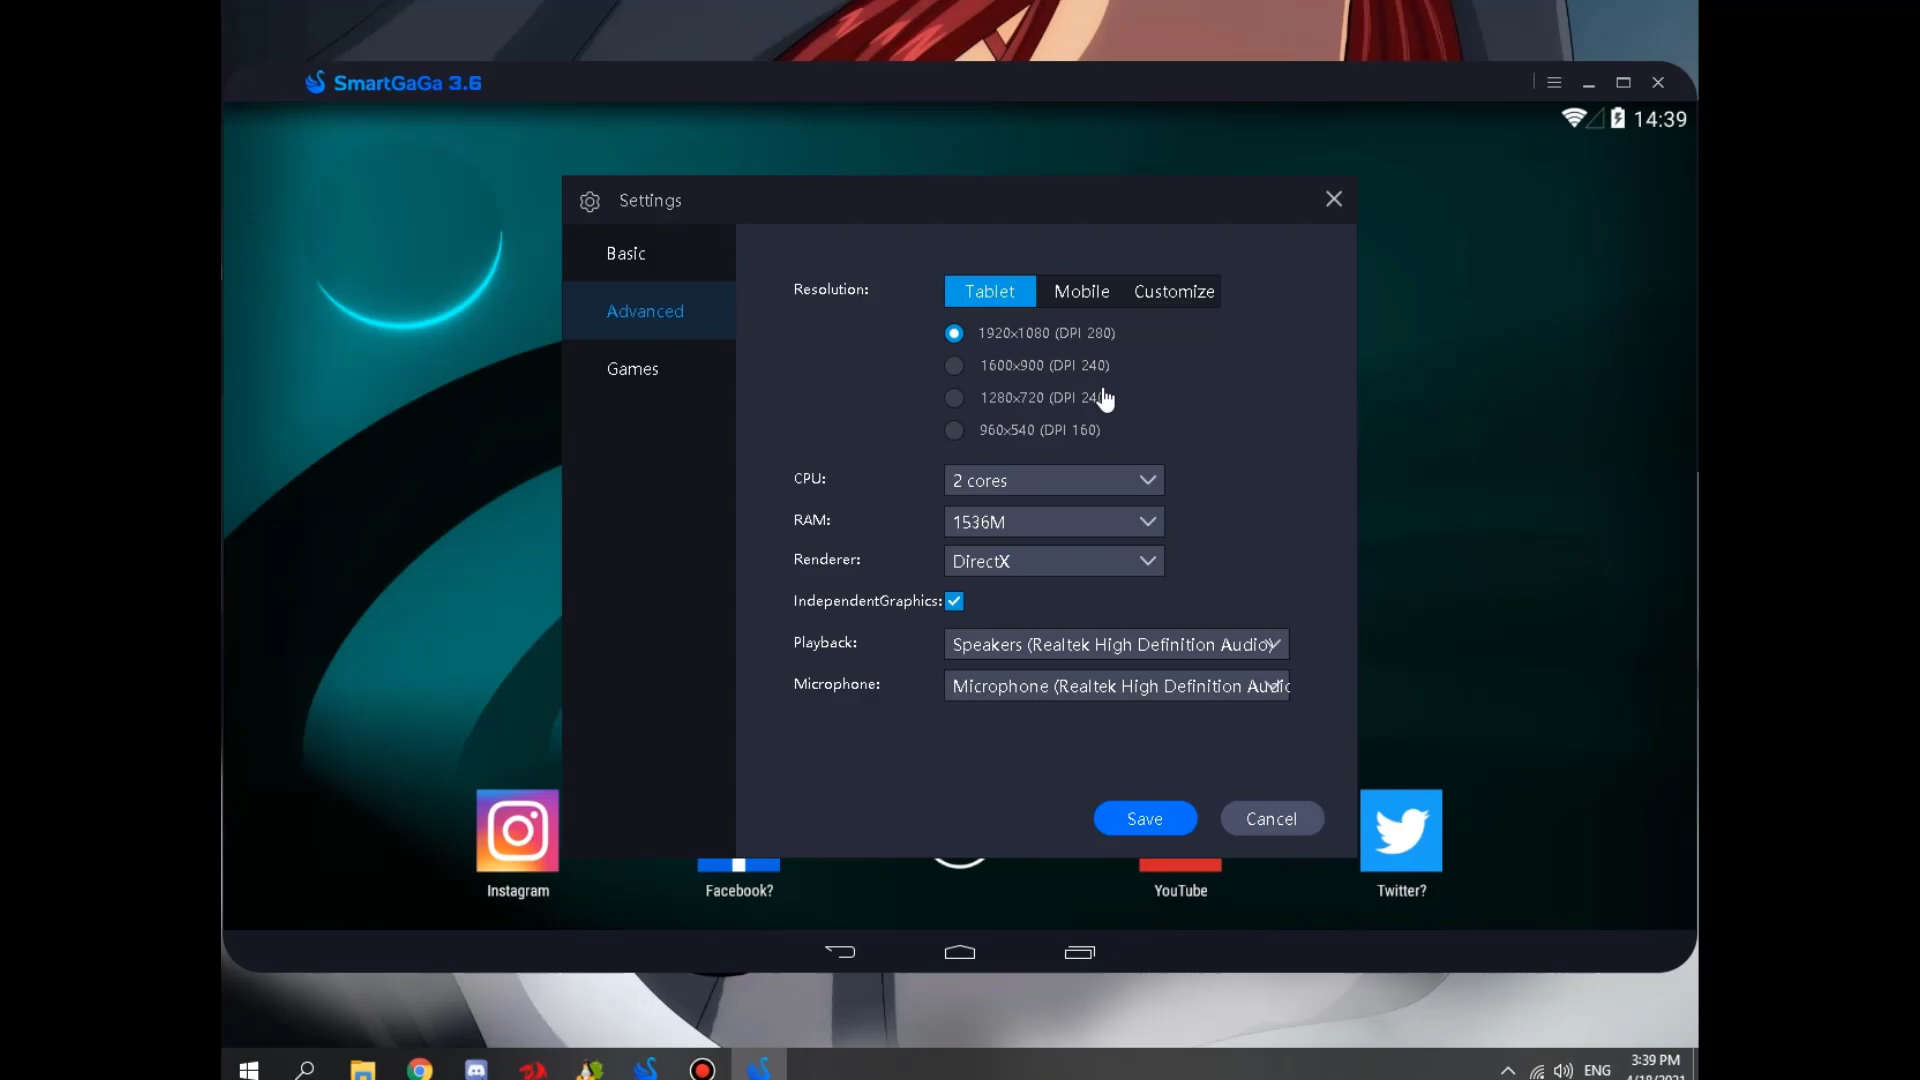 SmartGaGa 3.6
14:39
Settings
Basic
Advanced
Games
Resolution:
Tablet Mobile Customize
1920x1080 (DPI 280)
1600x900 (DPI 240)
1280x720 (DPI
960x540 (DPI 160)
CPU: 2 cores
RAM: 1536M
Renderer: DirectX
IndependentGraphics:
Playback: Speakers (Realtek High Definition Audio)
Microphone: Microphone (Realtek High Definition
Save Cancel
Instagram Facebook? YouTube Twitter?
ENG 3:39 PM